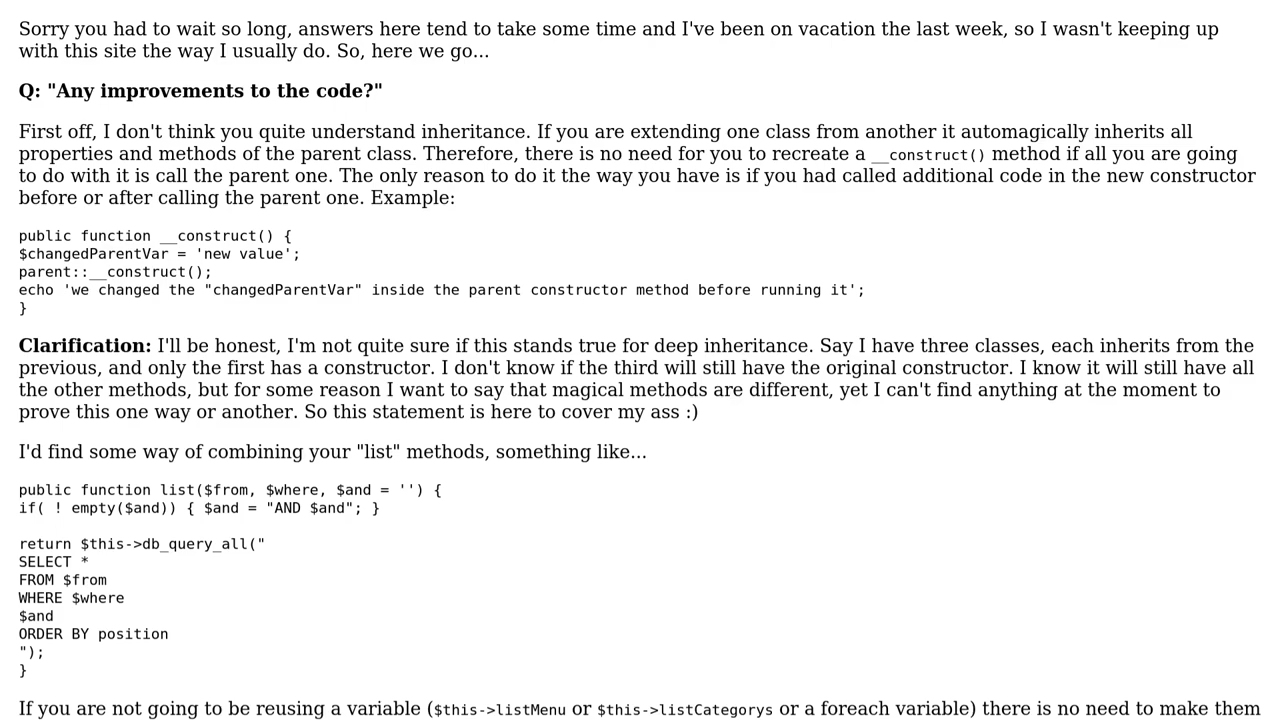 Sorry you had to wait so long, answers here tend to take some time and I've been on vacation the last week, so I wasn't keeping up
with this site the way I usually do. So, here we go...
Q: "Any improvements to the code?"
First off, I don't think you quite understand inheritance. If you are extending one class from another it automagically inherits all
properties and methods of the parent class. Therefore, there is no need for you to recreate a __construct() method if all you are going
to do with it is call the parent one. The only reason to do it the way you have is if you had called additional code in the new constructor
before or after calling the parent one. Example:
public function __construct() {
$changedParentVar = 'new value';
parent::__construct();
echo 'we changed the "changedParentVar" inside the parent constructor method before running it';
}
Clarification: I'll be honest, I'm not quite sure if this stands true for deep inheritance. Say I have three classes, each inherits from the
previous, and only the first has a constructor. I don't know if the third will still have the original constructor. I know it will still have all
the other methods, but for some reason I want to say that magical methods are different, yet I can't find anything at the moment to
prove this one way or another. So this statement is here to cover my ass :)
I'd find some way of combining your "list" methods, something like...
public function list($from, $where, $and = '') {
if( ! empty($and)) { $and = "AND $and"; }
return $this->db_query_all("
SELECT *
FROM $from
WHERE $where
$and
ORDER BY position
");
}
If you are not going to be reusing a variable ($this->listMenu or $this->listCategorys or a foreach variable) there is no need to make them